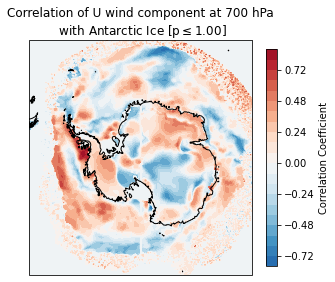 Correlation of U wind component at 700 hPa
with Antarctic Ice [p ≤ 1.00]
0.72
0.48
0.24
0.00
−0.24
−0.48
−0.72
Correlation Coefficient